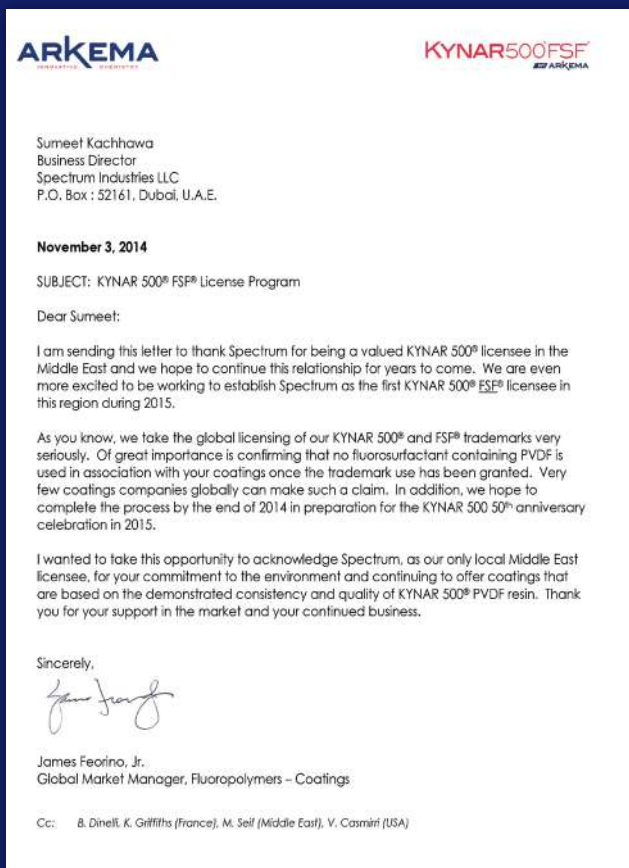 ARKEMA
INNOVATIVE CHEMISTRY
KYNAR500FSF®
ARKEMA
Sumeet Kachhawa
Business Director
Spectrum Industries LLC
P.O. Box : 52161, Dubai, U.A.E.
November 3, 2014
SUBJECT: KYNAR 500® FSF® License Program
Dear Sumeet:
I am sending this letter to thank Spectrum for being a valued KYNAR 500® licensee in the
Middle East and we hope to continue this relationship for years to come. We are even
more excited to be working to establish Spectrum as the first KYNAR 500® FSF® licensee in
this region during 2015.
As you know, we take the global licensing of our KYNAR 500® and FSF® trademarks very
seriously. Of great importance is confirming that no fluorosurfactant containing PVDF is
used in association with your coatings once the trademark use has been granted. Very
few coatings companies globally can make such a claim. In addition, we hope to
complete the process by the end of 2014 in preparation for the KYNAR 500 50th anniversary
celebration in 2015.
I wanted to take this opportunity to acknowledge Spectrum, as our only local Middle East
licensee, for your commitment to the environment and continuing to offer coatings that
are based on the demonstrated consistency and quality of KYNAR 500® PVDF resin. Thank
you for your support in the market and your continued business.
Sincerely,
James Feorino, Jr.
Global Market Manager, Fluoropolymers – Coatings
Cc: B. Dinelli, K. Griffiths (France), M. Seif (Middle East), V. Casmirri (USA)